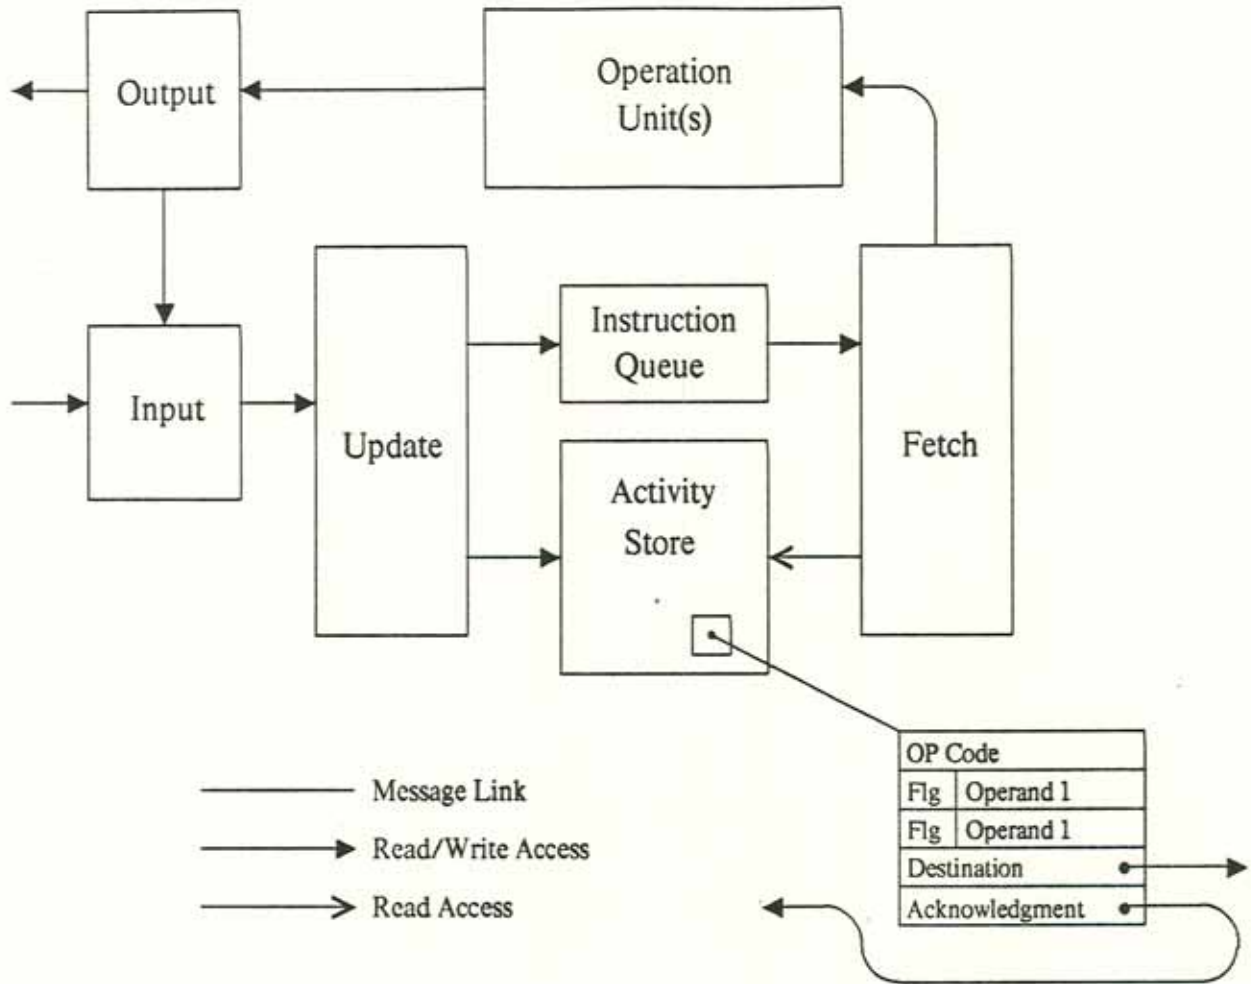 Output
Operation
Unit(s)
Input
Update
Instruction
Queue
Activity
Store
Fetch
OP Code
Flg Operand 1
Flg Operand 1
Destination
Acknowledgment
Message Link
Read/Write Access
Read Access